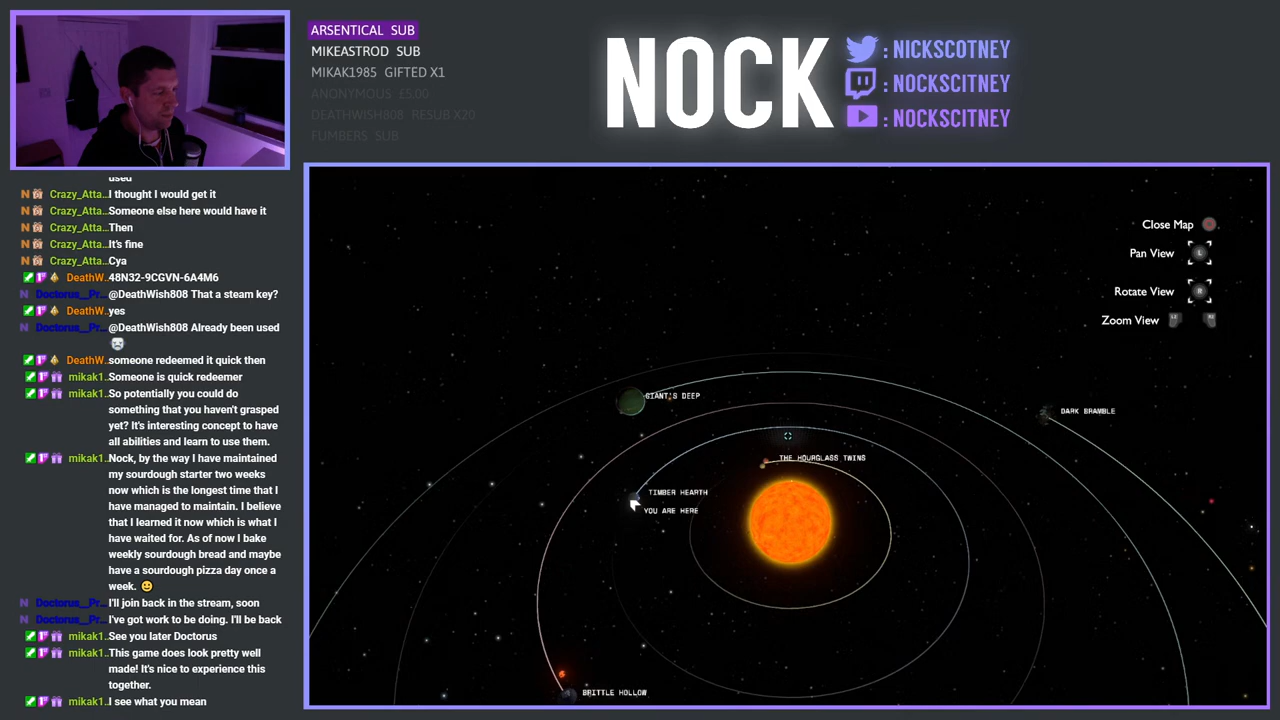 ARSENTICAL SUB
MIKEASTROD SUB
MIKAK1985 GIFTED X1
ANONYMOUS £5.00
DEATHWISH808 RESUB X20
FUMBERS SUB
NOCK
: NICKSCOTNEY
: NOCKSCITNEY
: NOCKSCITNEY
used
N Crazy_Atta... I thought I would get it
N Crazy_Atta... Someone else here would have it
N Crazy_Atta... Then
N Crazy_Atta... It's fine
N Crazy_Atta... Cya
DeathW... 48N32-9CGVN-6A4M6
N Doctorus__Pr... @DeathWish808 That a steam key?
DeathW... yes
N Doctorus__Pr... @DeathWish808 Already been used
DeathW... someone redeemed it quick then
mikak1... Someone is quick redeemer
mikak1... So potentially you could do
something that you haven't grasped
yet? It's interesting concept to have
all abilities and learn to use them.
mikak1... Nock, by the way I have maintained
my sourdough starter two weeks
now which is the longest time that I
have managed to maintain. I believe
that I learned it now which is what I
have waited for. As of now I bake
weekly sourdough bread and maybe
have a sourdough pizza day once a
week.
N Doctorus__Pr... I'll join back in the stream, soon
N Doctorus__Pr... I've got work to be doing. I'll be back
mikak1... See you later Doctorus
mikak1... This game does look pretty well
made! It's nice to experience this
together.
mikak1... I see what you mean
Close Map
Pan View L
Rotate View R
Zoom View L2 R2
GIANT'S DEEP
DARK BRAMBLE
THE HOURGLASS TWINS
TIMBER HEARTH
YOU ARE HERE
BRITTLE HOLLOW